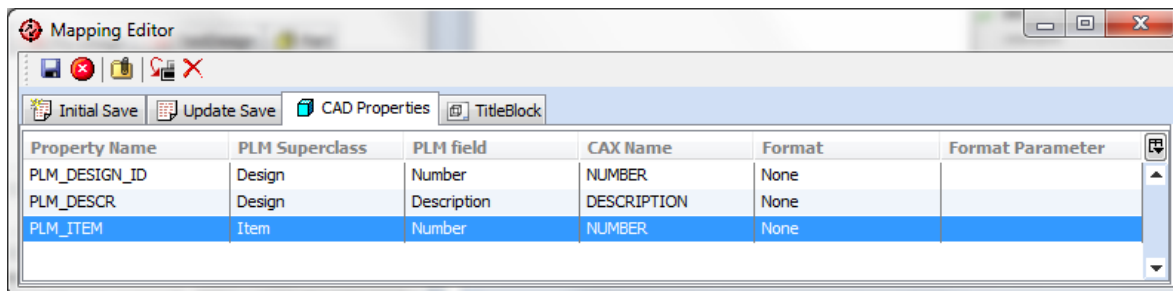 Mapping Editor
Initial Save Update Save CAD Properties TitleBlock
Property Name PLM Superclass PLM field CAX Name Format Format Parameter
PLM_DESIGN_ID Design Number NUMBER None
PLM_DESCR Design Description DESCRIPTION None
PLM_ITEM Item Number NUMBER None